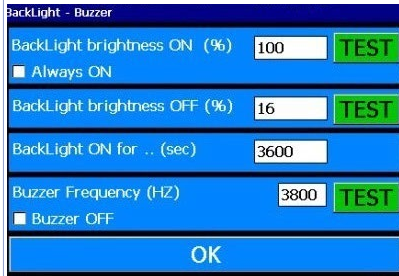 BackLight - Buzzer
BackLight brightness ON (%) 100 TEST
Always ON
BackLight brightness OFF (%) 16 TEST
BackLight ON for .. (sec) 3600
Buzzer Frequency (HZ) 3800 TEST
Buzzer OFF
OK